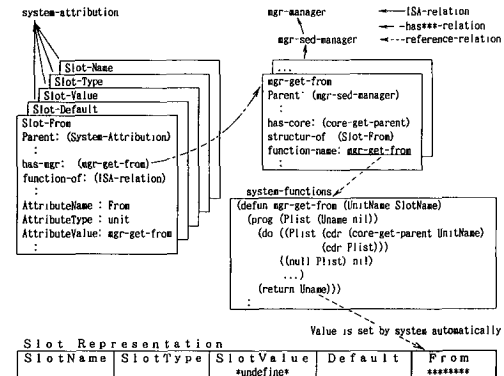 system-attribution
Slot-Name
Slot-Type
Slot-Value
Slot-Default
Slot-From
Parent: (System-Attribution)
:
has-mgr: (mgr-get-from)
function-of: (ISA-relation)
:
AttributeName : From
AttributeType : unit
AttributeValue: mgr-get-from
:
mgr-manager
mgr-sed-manager
ISA-relation
-has***-relation
---reference-relation
...
mgr-get-from
Parent: (mgr-sed-manager)
:
has-core: (core-get-parent)
structur-of (Slot-From)
function-name: mgr-get-from
:
system-functions
(defun mgr-get-from (UnitName SlotName)
(prog (Plist (Uname nil))
(do ((Plist (cdr (core-get-parent UnitName)
(cdr Plist)))
((null Plist) nil)
...)
(return Uname)))
:
Value is set by system automatically
Slot Representation
SlotName SlotType SlotValue Default From
*undefine* ********